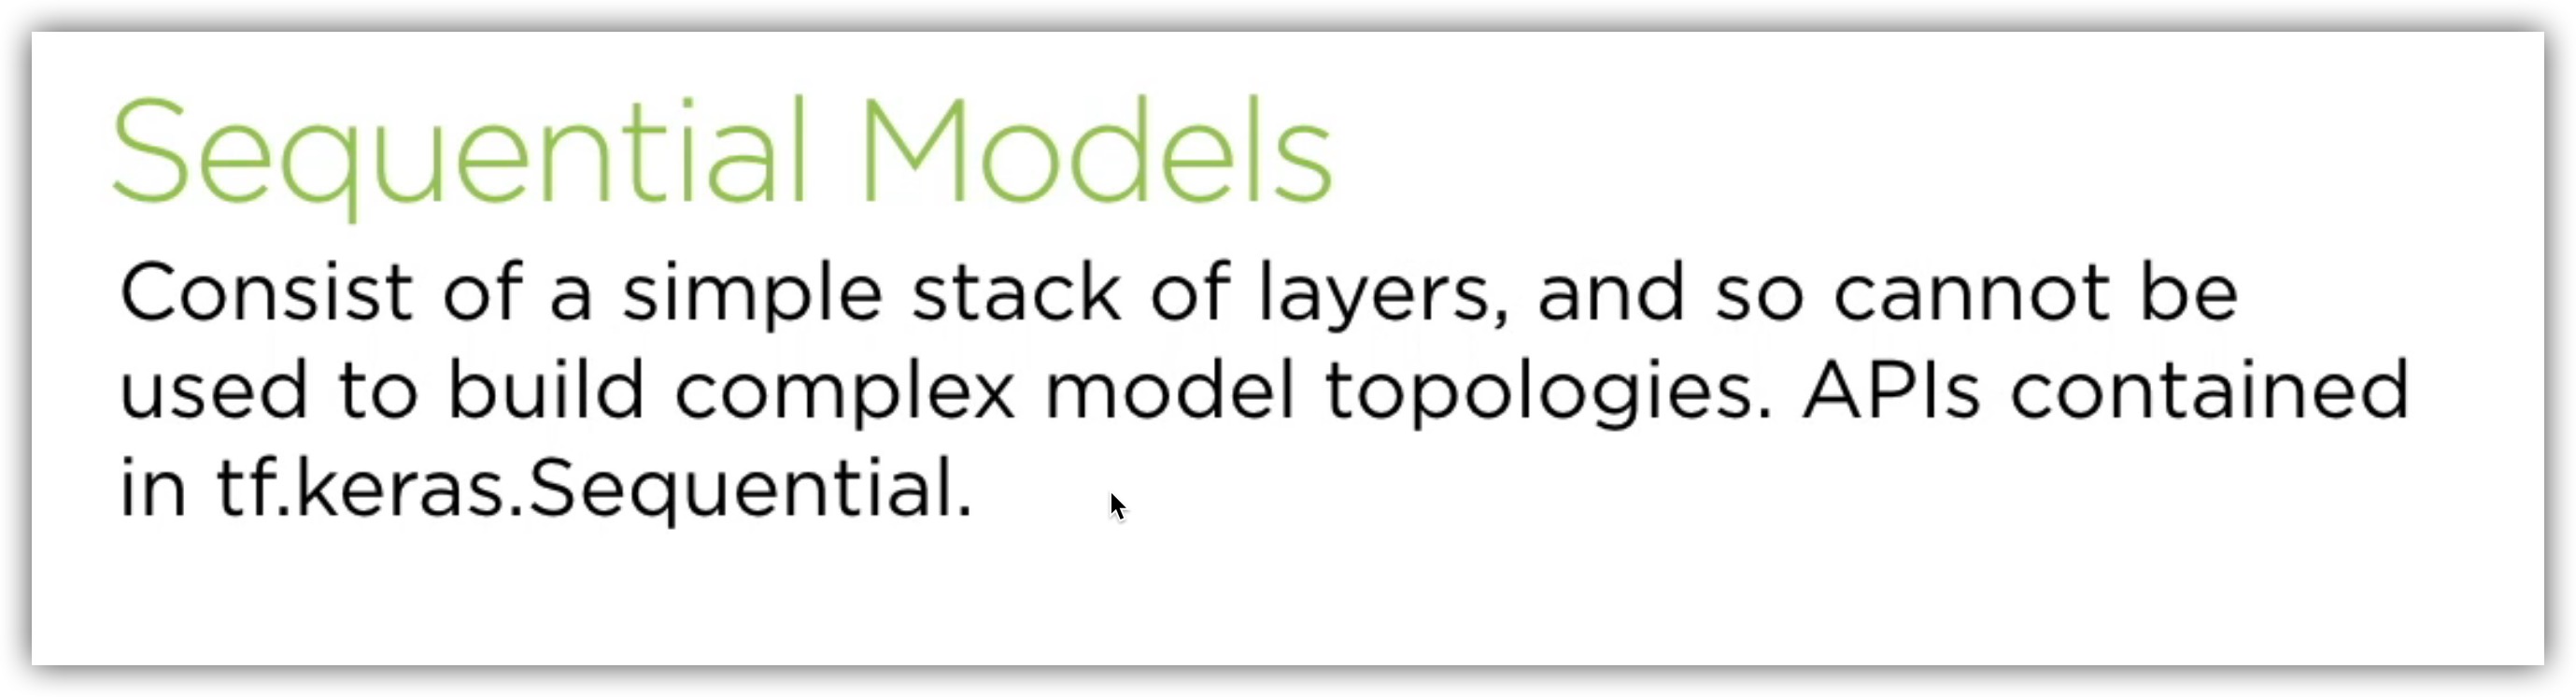 Sequential Models
Consist of a simple stack of layers, and so cannot be
used to build complex model topologies. APIs contained
in tf.keras.Sequential.